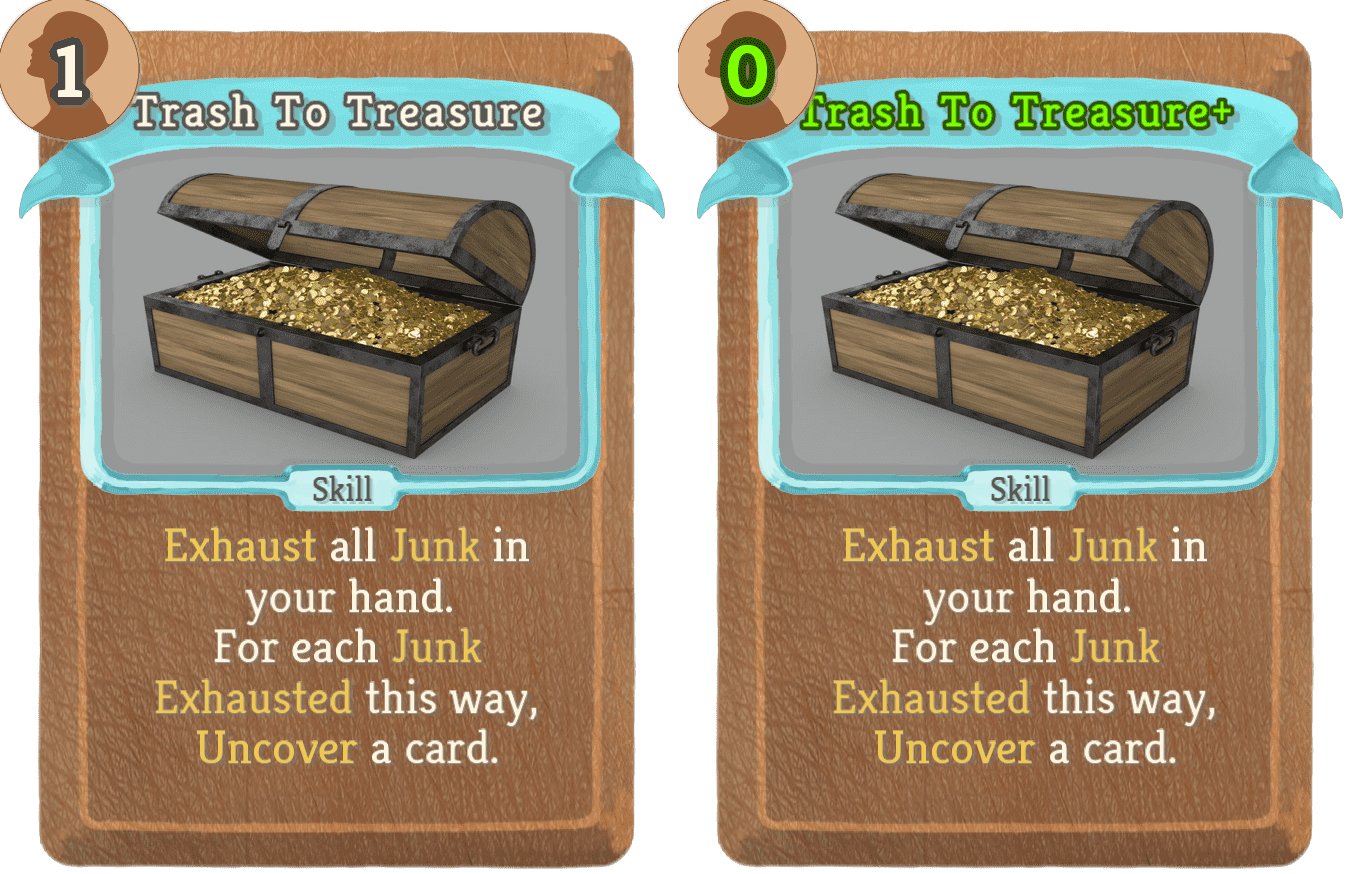 1
Trash To Treasure
Skill
Exhaust all Junk in
your hand.
For each Junk
Exhausted this way,
Uncover a card.
0
Trash To Treasure+
Skill
Exhaust all Junk in
your hand.
For each Junk
Exhausted this way,
Uncover a card.